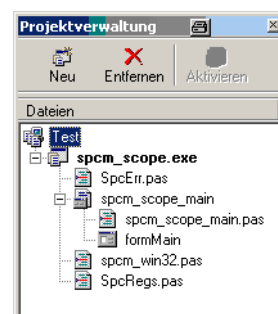 Projektverwaltung
Neu Entfernen Aktivieren
Dateien
Test
spcm_scope.exe
SpcErr.pas
spcm_scope_main
spcm_scope_main.pas
formMain
spcm_win32.pas
SpcRegs.pas